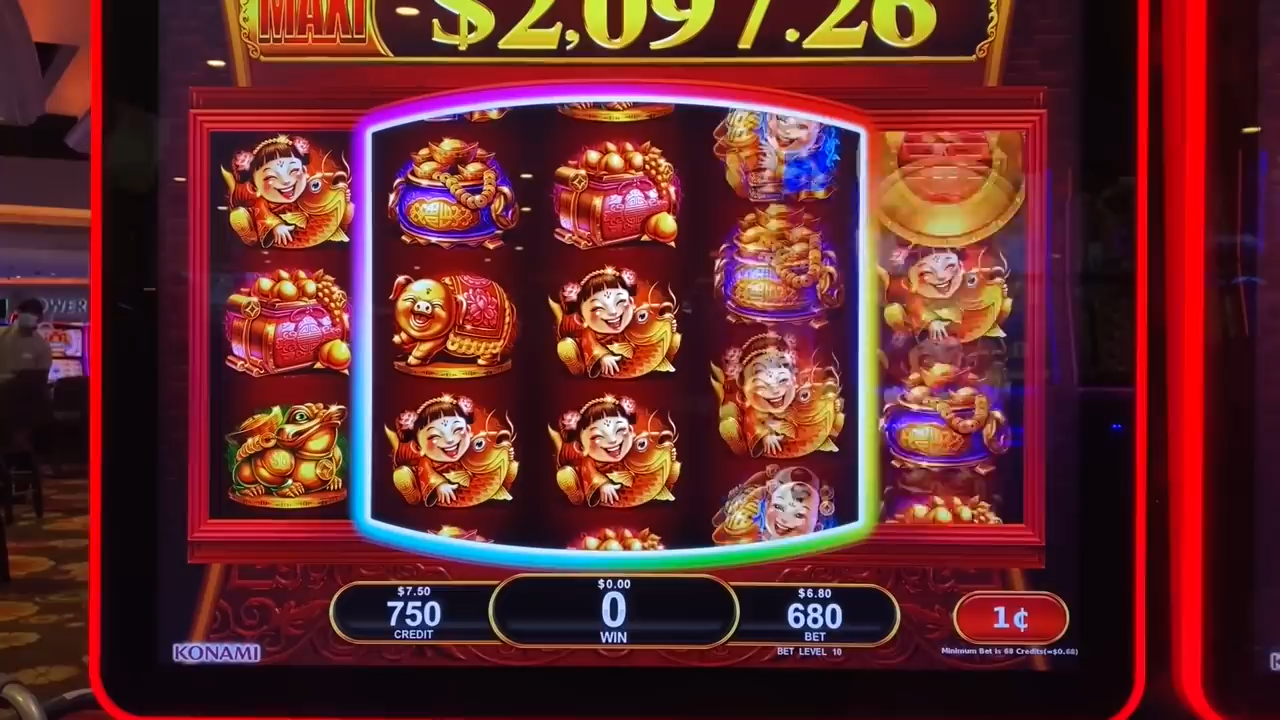 MAXI
$2,097.26
POWER
$7.50
750
CREDIT
$0.00
0
WIN
$6.80
680
BET
BET LEVEL 10
1¢
KONAMI
Minimum Bet is 68 Credits(=$0.68)